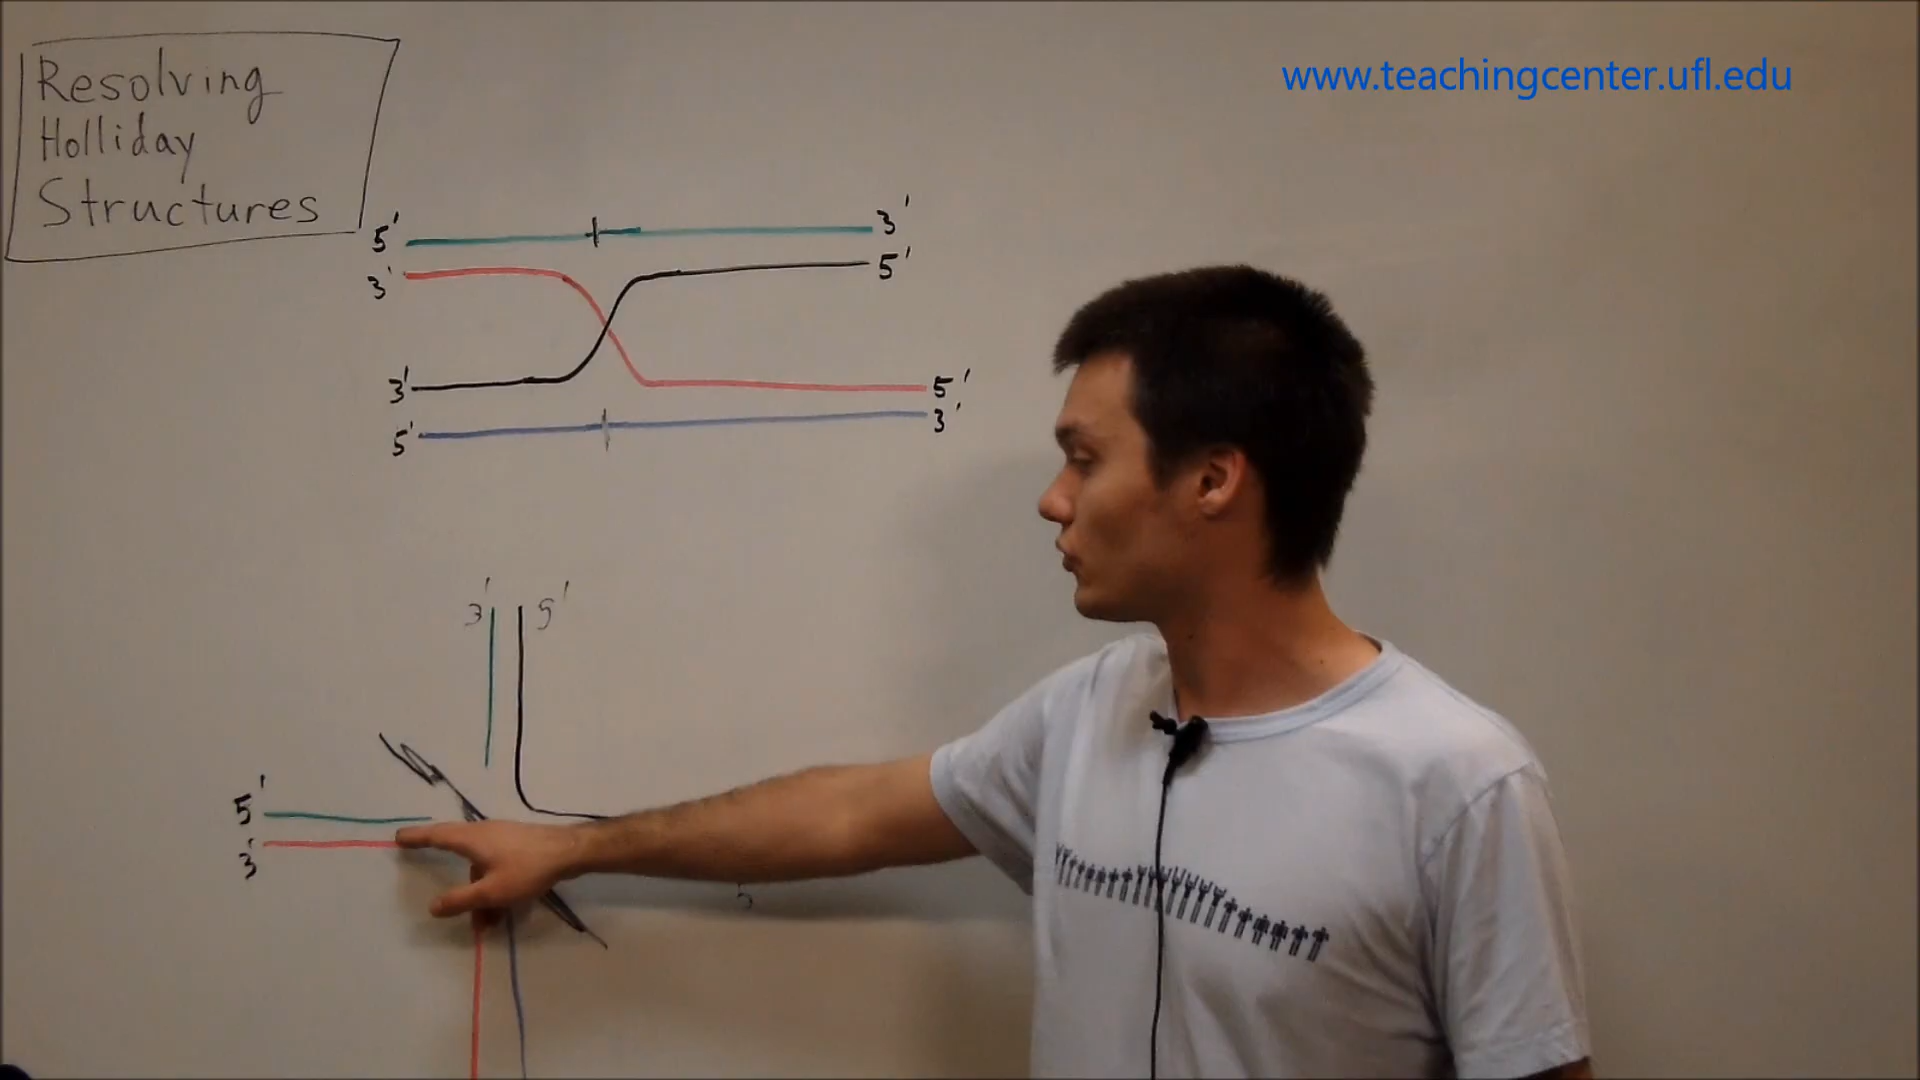 www.teachingcenter.ufl.edu
Resolving
Holliday
Structures
5' 3'
3' 5'
3' 5'
5' 3'
3' 5'
5'
3'
5